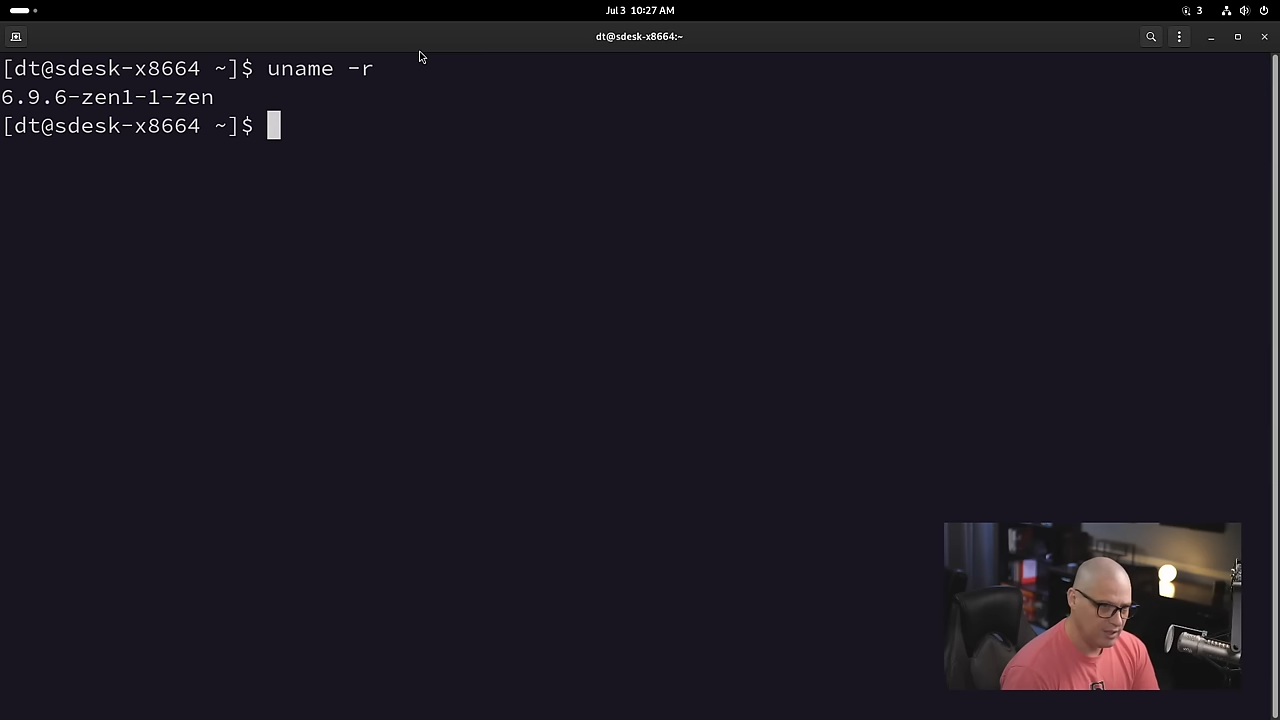 Jul 3 10:27 AM
3
dt@sdesk-x8664:~
[dt@sdesk-x8664 ~]$ uname -r
6.9.6-zen1-1-zen
[dt@sdesk-x8664 ~]$